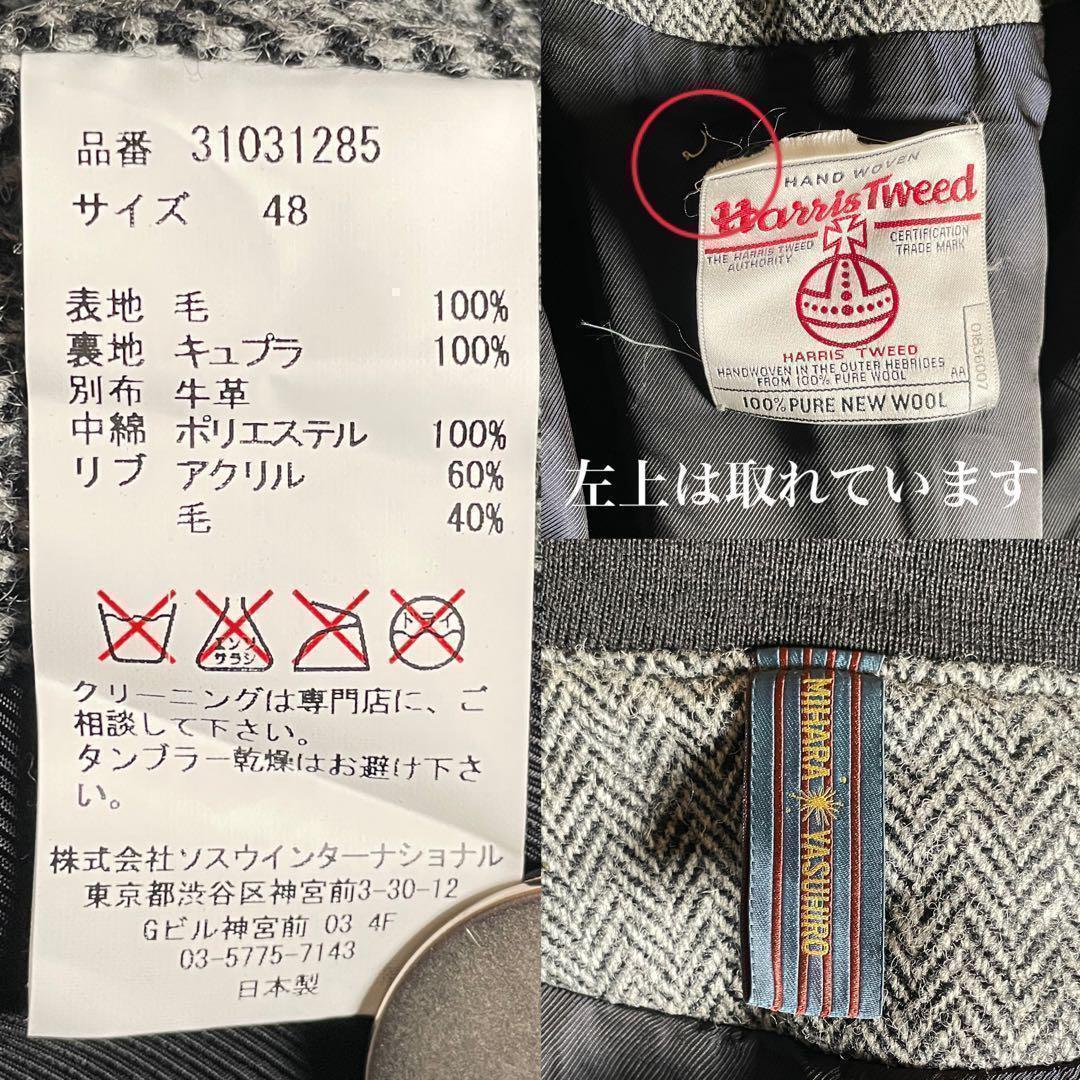 品番 31031285
サイズ 48
表地 毛 100%
裏地 キュプラ 100%
別布 牛革
中綿 ポリエステル 100%
リブ アクリル 60%
毛 40%
エンソ
サラシ
ドライ
クリーニングは専門店に、ご
相談して下さい。
タンブラー乾燥はお避け下さ
い。
株式会社ソスウインターナショナル
東京都渋谷区神宮前3-30-12
Gビル神宮前 03 4F
03-5775-7143
日本製
HAND WOVEN
Harris Tweed
THE HARRIS TWEED
AUTHORITY
CERTIFICATION
TRADE MARK
HARRIS TWEED
HANDWOVEN IN THE OUTER HEBRIDES
FROM 100% PURE WOOL
AA
100% PURE NEW WOOL
左上は取れています
MIHARA YASUHIRO